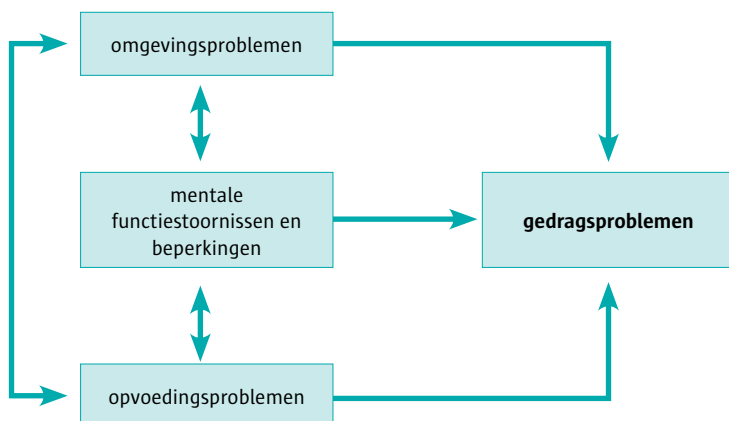 omgevingsproblemen
mentale
functiestoornissen en
beperkingen
gedragsproblemen
opvoedingsproblemen